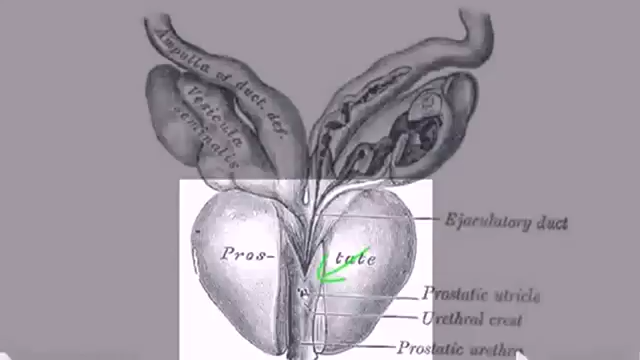 Ampulla of duct. def.
Vesicula
seminalis
Ejaculatory duct
Pros-
tate
Prostatic utricle
Urethral crest
Prostatic urethra